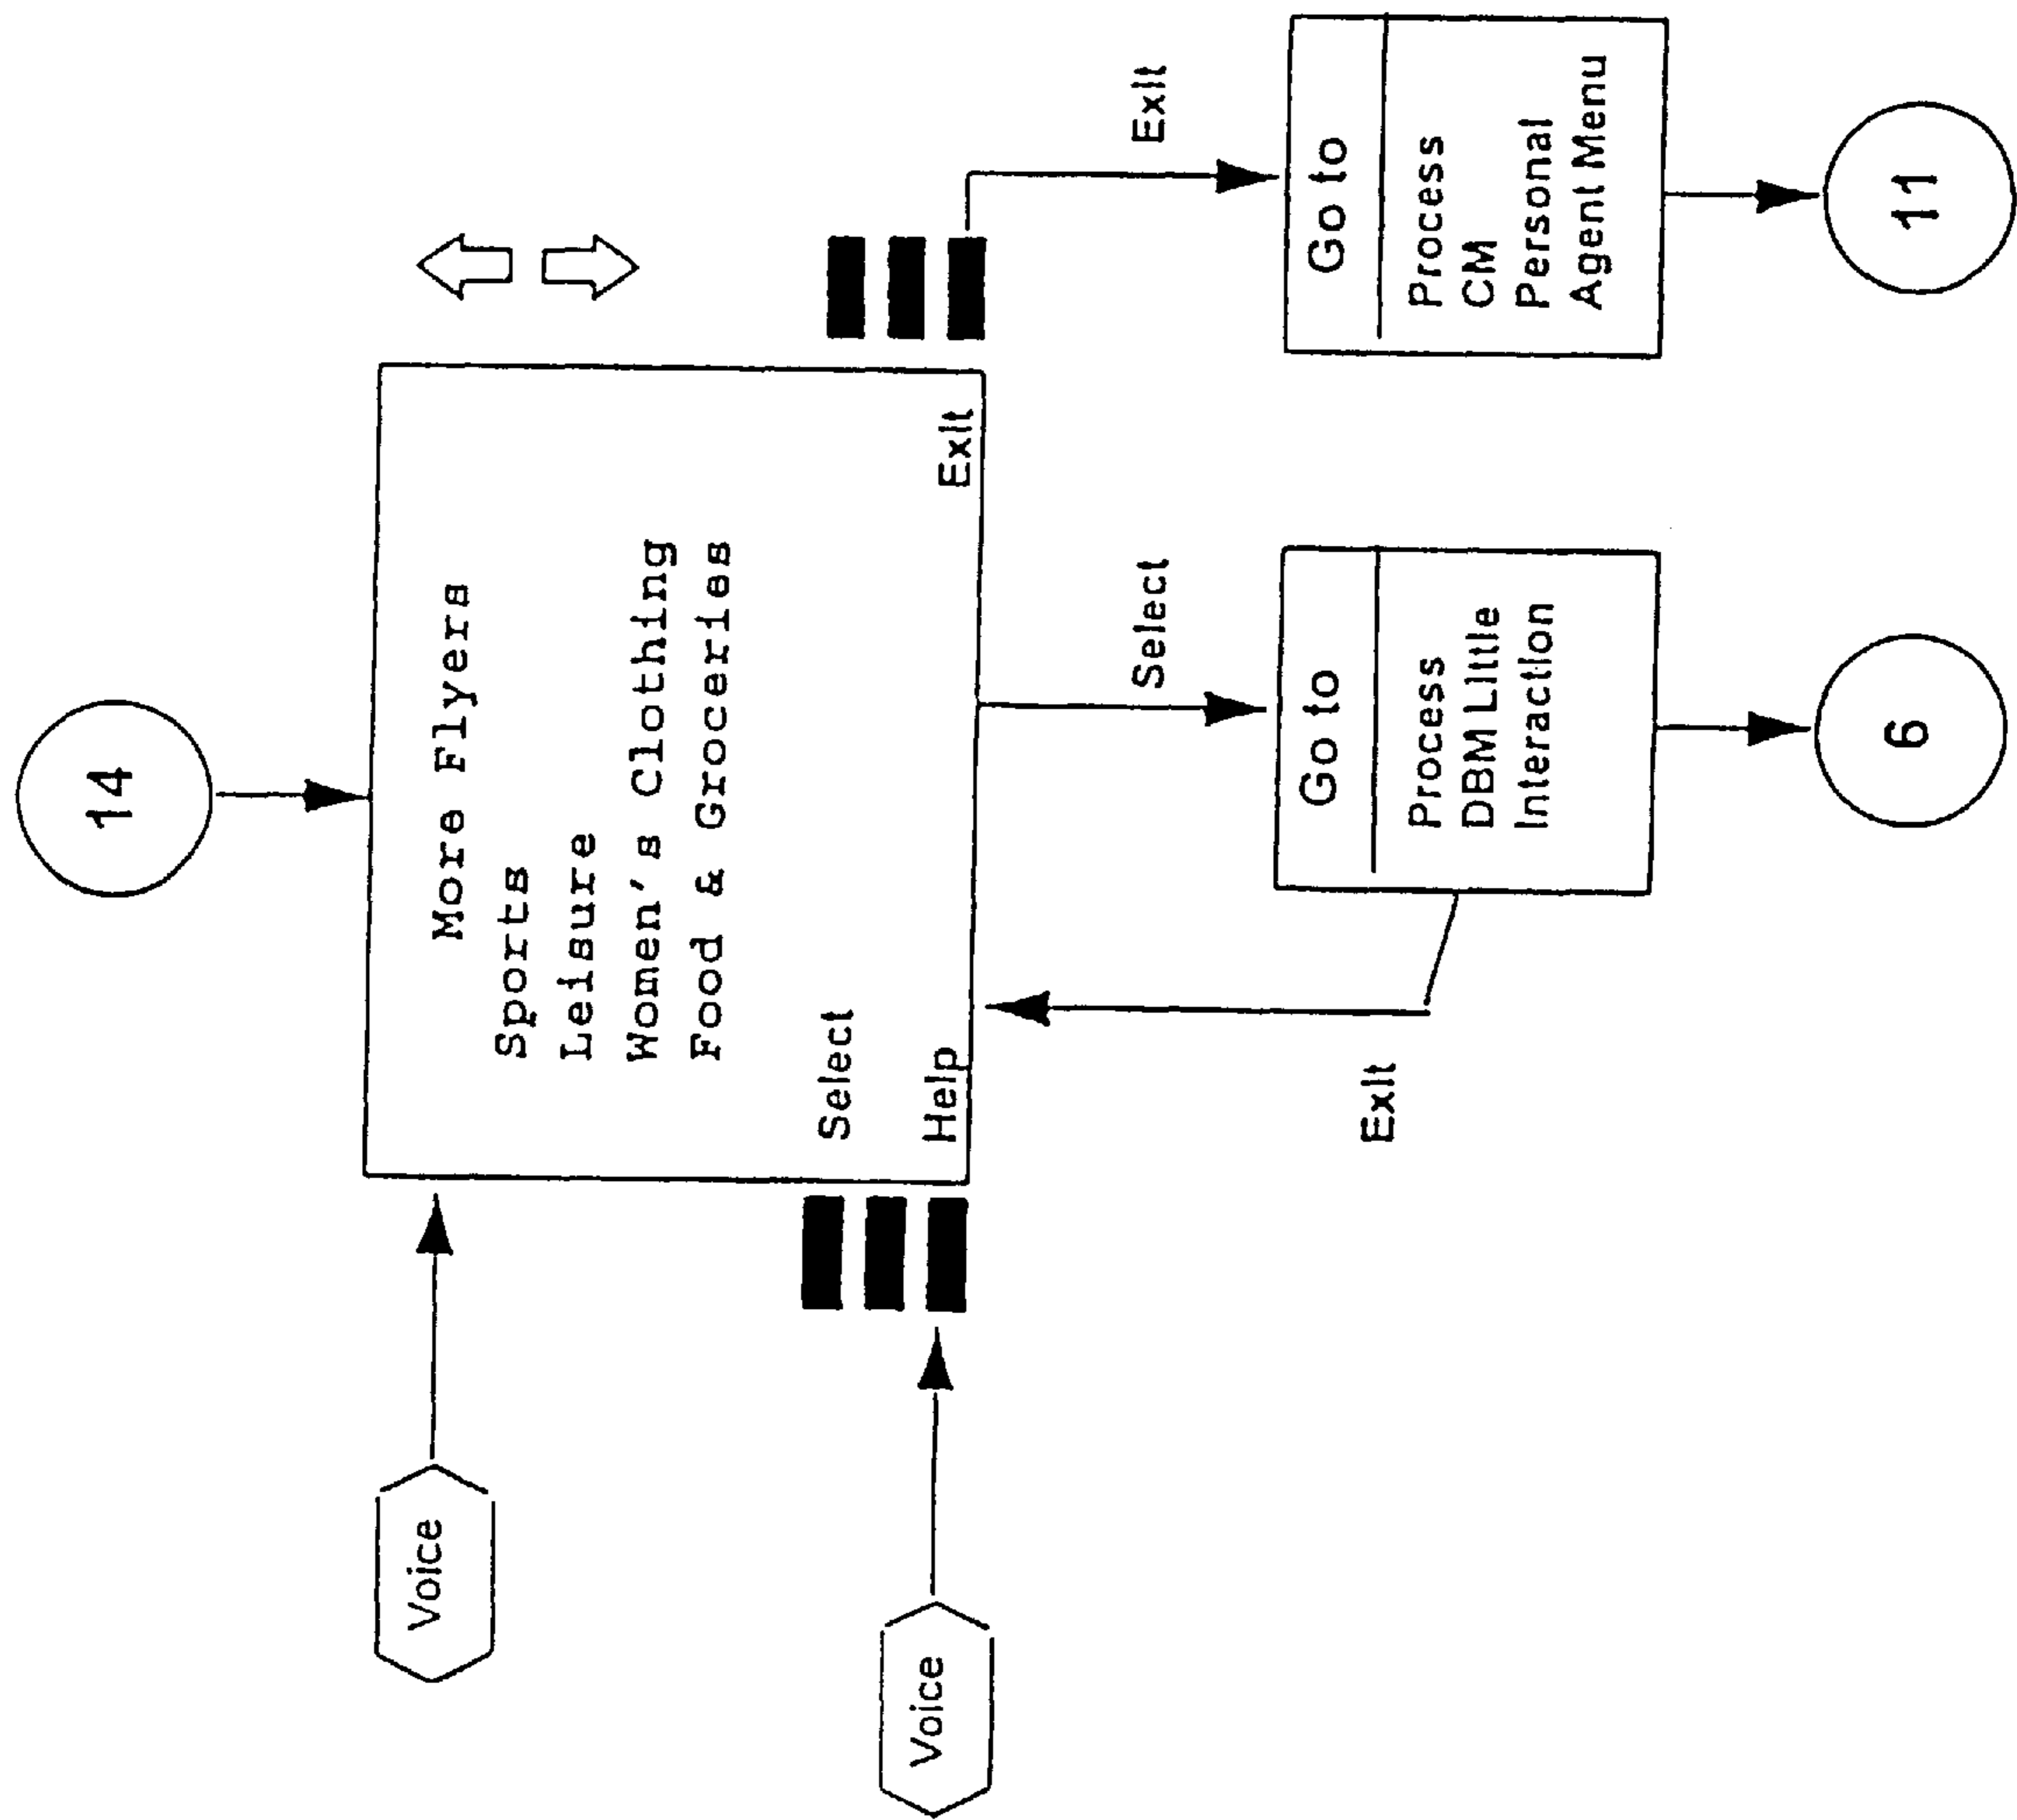 14
Voice
More Flyers
Sports
Leisure
Women's Clothing
Food & Groceries
Select
Voice
Help
Exit
Select
Exit
Exit
Go to
Process
DBM Little
Interaction
Go to
Process
CM
Personal
Agent Menu
6
11